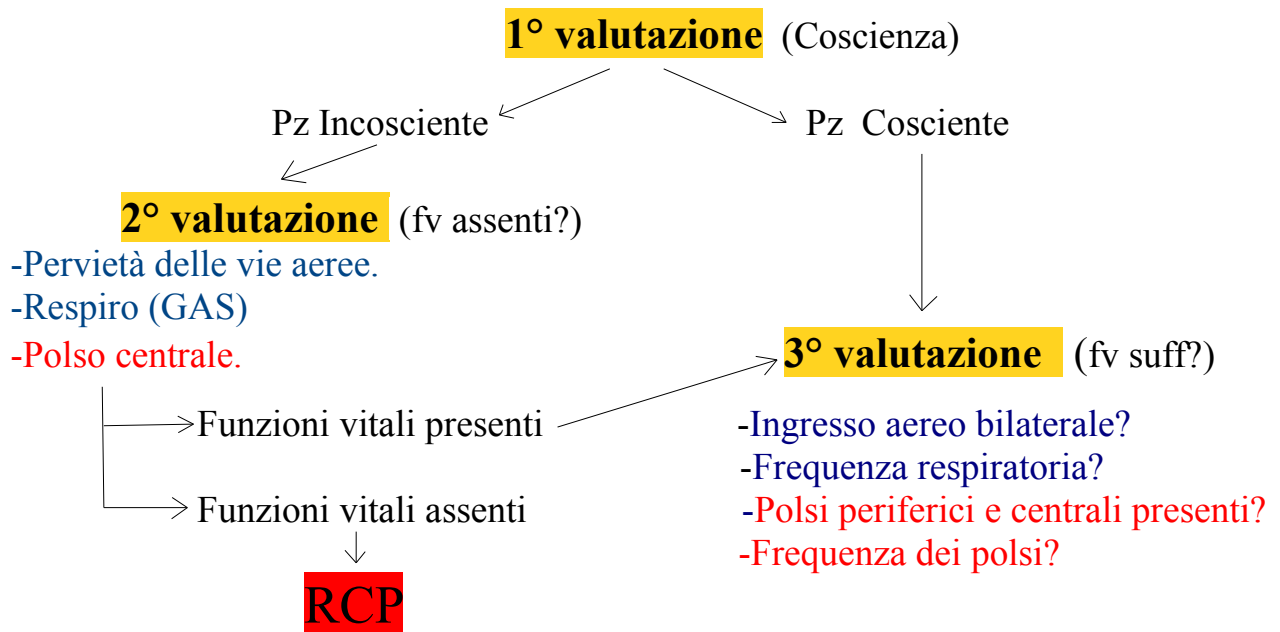 1° valutazione (Coscienza)
Pz Incosciente
Pz Cosciente
2° valutazione (fv assenti?)
-Pervietà delle vie aeree.
-Respiro (GAS)
-Polso centrale.
Funzioni vitali presenti
Funzioni vitali assenti
RCP
3° valutazione (fv suff?)
-Ingresso aereo bilaterale?
-Frequenza respiratoria?
-Polsi periferici e centrali presenti?
-Frequenza dei polsi?